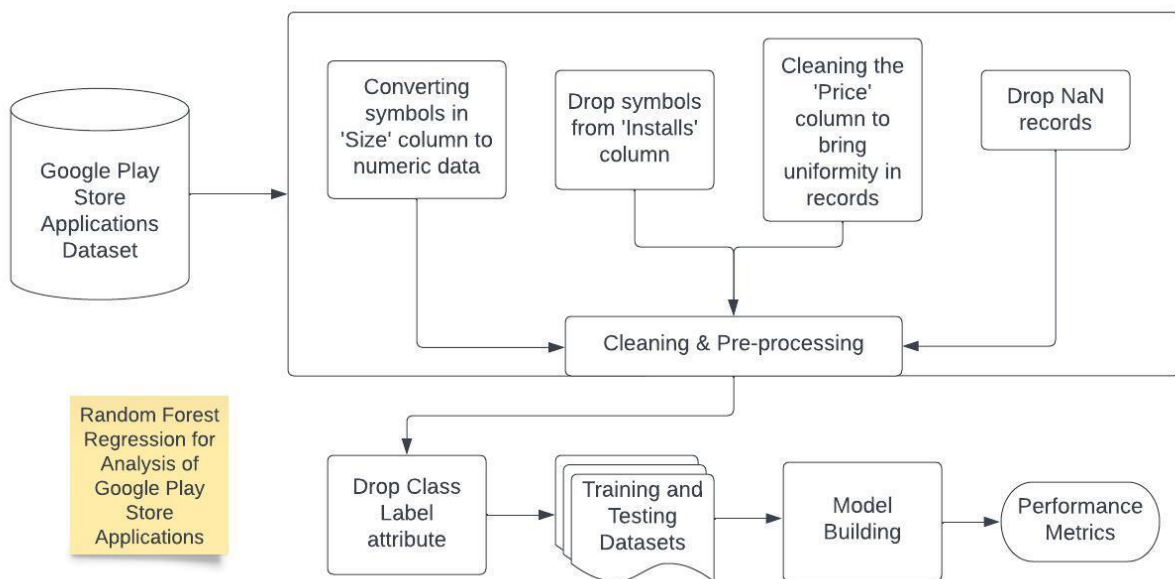 Google Play
Store
Applications
Dataset
Converting
symbols in
'Size' column to
numeric data
Drop symbols
from 'Installs'
column
Cleaning the
'Price'
column to
bring
uniformity in
records
Drop NaN
records
Cleaning & Pre-processing
Random Forest
Regression for
Analysis of
Google Play
Store
Applications
Drop Class
Label
attribute
Training and
Testing
Datasets
Model
Building
Performance
Metrics